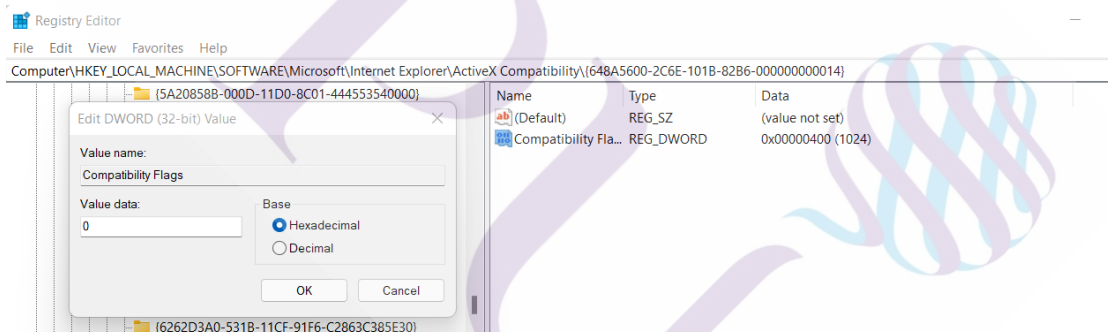 Registry Editor
File Edit View Favorites Help
Computer\HKEY_LOCAL_MACHINE\SOFTWARE\Microsoft\Internet Explorer\ActiveX Compatibility\{648A5600-2C6E-101B-82B6-000000000014}
{5A20858B-000D-11D0-8C01-444553540000}
Name Type Data
(Default) REG_SZ (value not set)
Compatibility Fla... REG_DWORD 0x00000400 (1024)
Edit DWORD (32-bit) Value
Value name:
Compatibility Flags
Value data:
0
Base
Hexadecimal
Decimal
OK Cancel
{6262D3A0-531B-11CF-91F6-C2863C385E30}